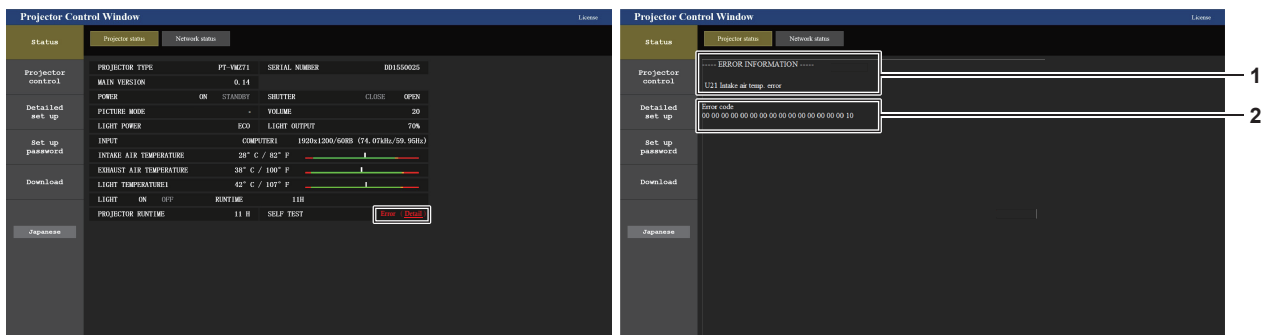 Projector Control Window
License
Status
Projector control
Detailed set up
Set up password
Download
Japanese
Projector status
Network status
PROJECTOR TYPE PT-VMZ71 SERIAL NUMBER DD1550025
MAIN VERSION 0.14
POWER ON STANDBY SHUTTER CLOSE OPEN
PICTURE MODE - VOLUME 20
LIGHT POWER ECO LIGHT OUTPUT 70%
INPUT COMPUTER1 1920x1200/60RB (74.07kHz/59.95Hz)
INTAKE AIR TEMPERATURE 28° C / 82° F
EXHAUST AIR TEMPERATURE 38° C / 100° F
LIGHT TEMPERATURE1 42° C / 107° F
LIGHT ON OFF RUNTIME 11H
PROJECTOR RUNTIME 11 H SELF TEST Error (Detail)
Projector Control Window
License
Status
Projector control
Detailed set up
Set up password
Download
Japanese
Projector status
Network status
----- ERROR INFORMATION -----
U21 Intake air temp. error
1
Error code
00 00 00 00 00 00 00 00 00 00 00 00 00 00 00 10
2